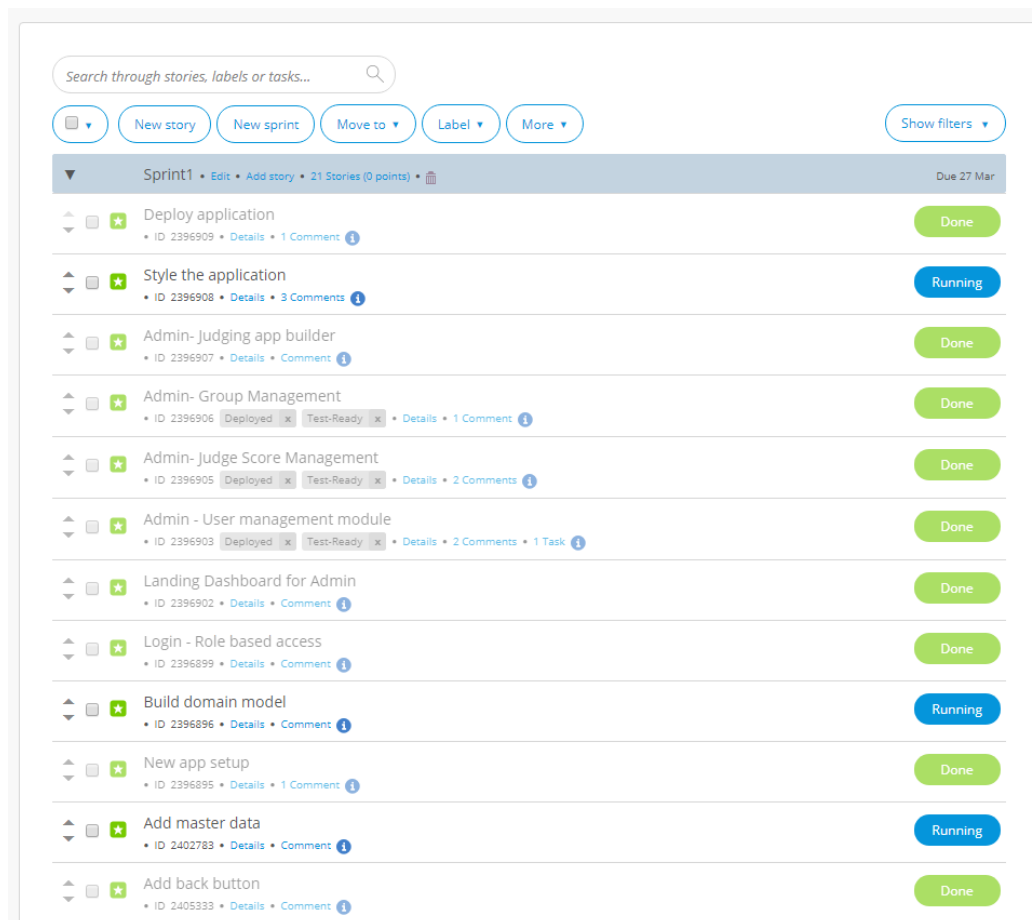 Search through stories, labels or tasks...
New story New sprint Move to Label More Show filters
Sprint1 • Edit • Add story • 21 Stories (0 points) • Due 27 Mar
Deploy application
• ID 2396909 • Details • 1 Comment i
Done
Style the application
• ID 2396908 • Details • 3 Comments i
Running
Admin- Judging app builder
• ID 2396907 • Details • Comment i
Done
Admin- Group Management
• ID 2396906 Deployed x Test-Ready x • Details • 1 Comment i
Done
Admin- Judge Score Management
• ID 2396905 Deployed x Test-Ready x • Details • 2 Comments i
Done
Admin - User management module
• ID 2396903 Deployed x Test-Ready x • Details • 2 Comments • 1 Task i
Done
Landing Dashboard for Admin
• ID 2396902 • Details • Comment i
Done
Login - Role based access
• ID 2396899 • Details • Comment i
Done
Build domain model
• ID 2396896 • Details • Comment i
Running
New app setup
• ID 2396895 • Details • 1 Comment i
Done
Add master data
• ID 2402783 • Details • Comment i
Running
Add back button
• ID 2405333 • Details • Comment i
Done